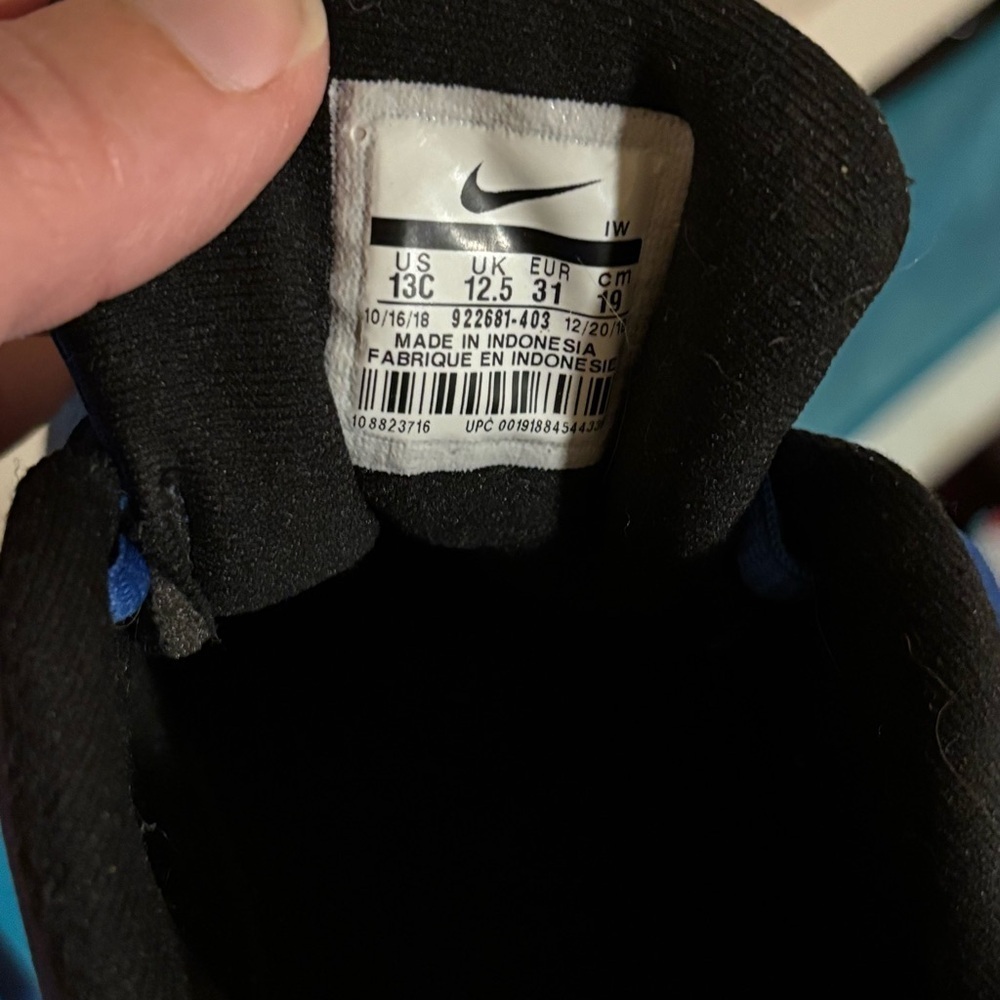 IW
US UK EUR cm
13C 12.5 31 19
10/16/18 922681-403
MADE IN INDONESIA
FABRIQUE EN INDONESIE
108823716 UPC